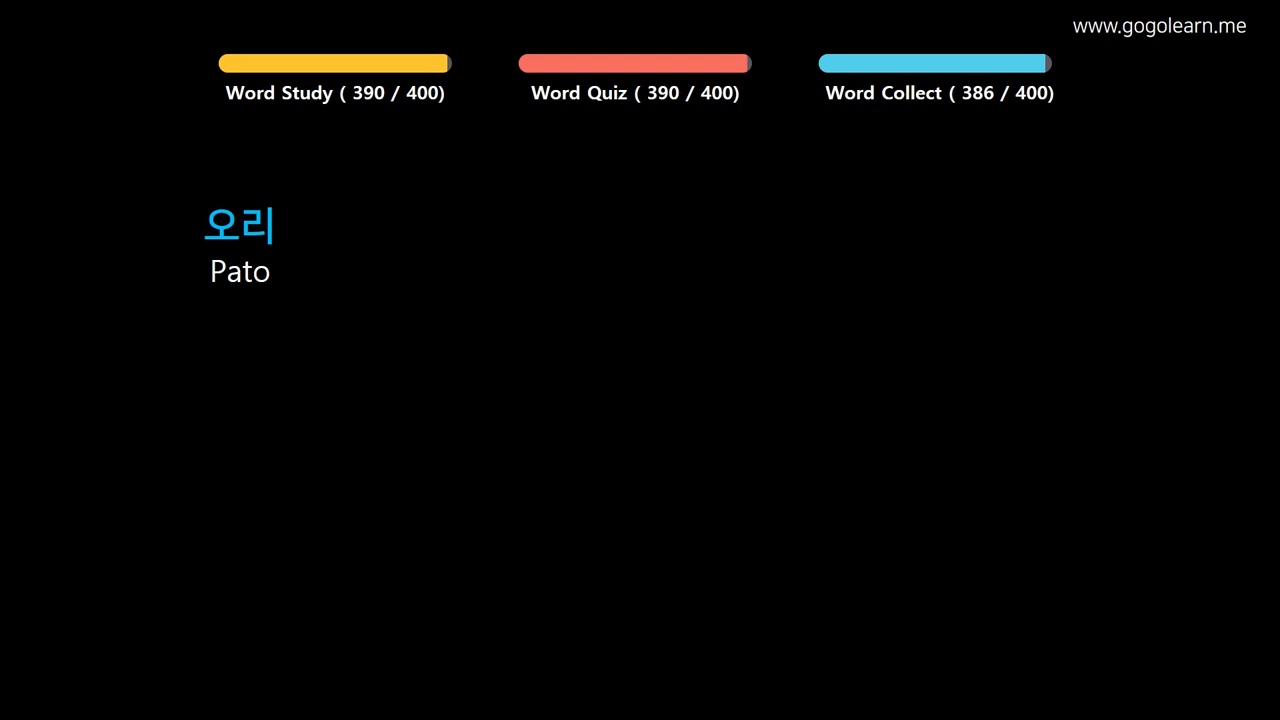 www.gogolearn.me
Word Study ( 390 / 400)
Word Quiz ( 390 / 400)
Word Collect ( 386 / 400)
오리
Pato